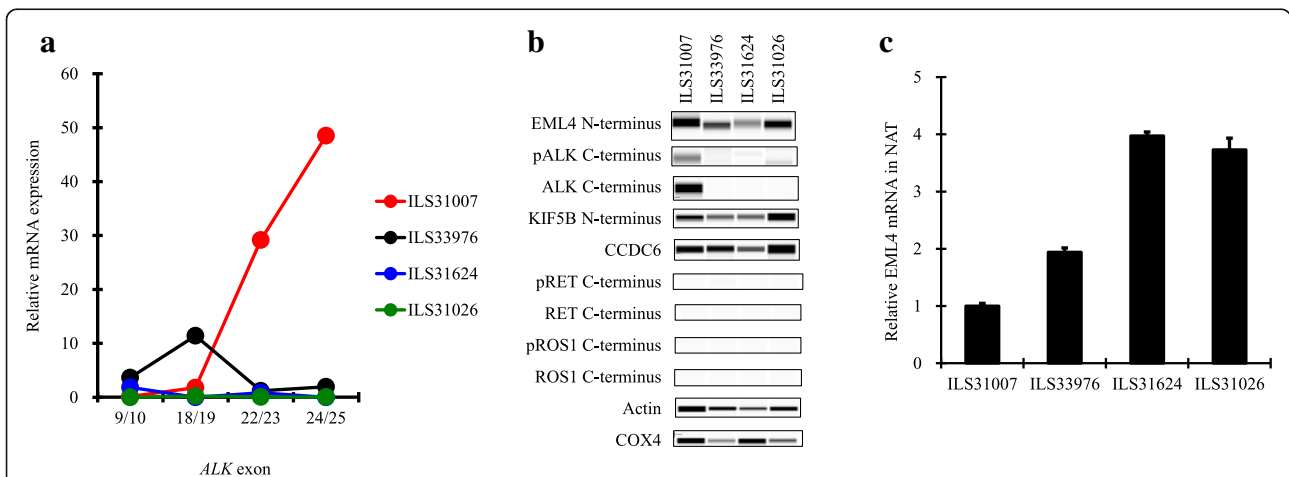 a
60
50
40
30
20
10
0
9/10 18/19 22/23 24/25
Relative mRNA expression
ALK exon
ILS31007
ILS33976
ILS31624
ILS31026
b
ILS31007
ILS33976
ILS31624
ILS31026
EML4 N-terminus
pALK C-terminus
ALK C-terminus
KIF5B N-terminus
CCDC6
pRET C-terminus
RET C-terminus
pROS1 C-terminus
ROS1 C-terminus
Actin
COX4
c
5
4
3
2
1
0
Relative EML4 mRNA in NAT
ILS31007 ILS33976 ILS31624 ILS31026